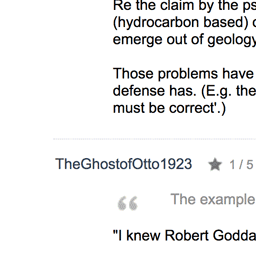 Re the claim by the ps
(hydrocarbon based) o
emerge out of geology
Those problems have
defense has. (E.g. the
must be correct'.)
TheGhostofOtto1923 ★ 1 / 5
“ The example
"I knew Robert Godda